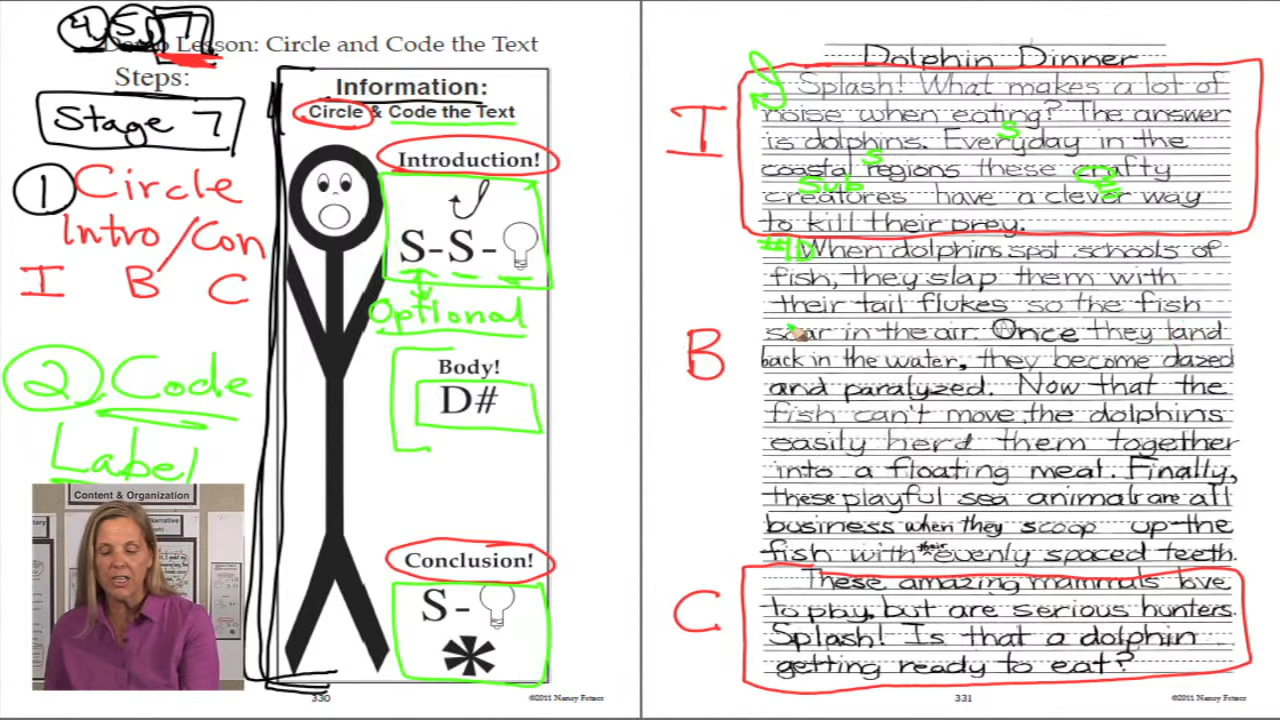 4 5 7
Demo Lesson: Circle and Code the Text
Steps:
Stage 7
1 Circle
Intro/Con
I B C
2. Code
Label
Content & Organization
Information:
Circle & Code the Text
Introduction!
S-S-
Optional
Body!
D#
Conclusion!
S-
*
330
©2011 Nancy Fetzer
Dolphin Dinner
I
Splash! What makes a lot of
noise when eating? The answer
S
is dolphins. Everyday in the
S
coastal regions these crafty
Sub
creatures have a clever way
to kill their prey.
#1D
When dolphins spot schools of
fish, they slap them with
their tail flukes so the fish
soar in the air. Once they land
B
back in the water, they become dazed
and paralyzed. Now that the
fish can't move, the dolphins
easily herd them together
into a floating meal. Finally,
these playful sea animals are all
business when they scoop up the
fish with their evenly spaced teeth.
C
These amazing mammals love
to play, but are serious hunters.
Splash! Is that a dolphin
getting ready to eat?
331
©2011 Nancy Fetzer